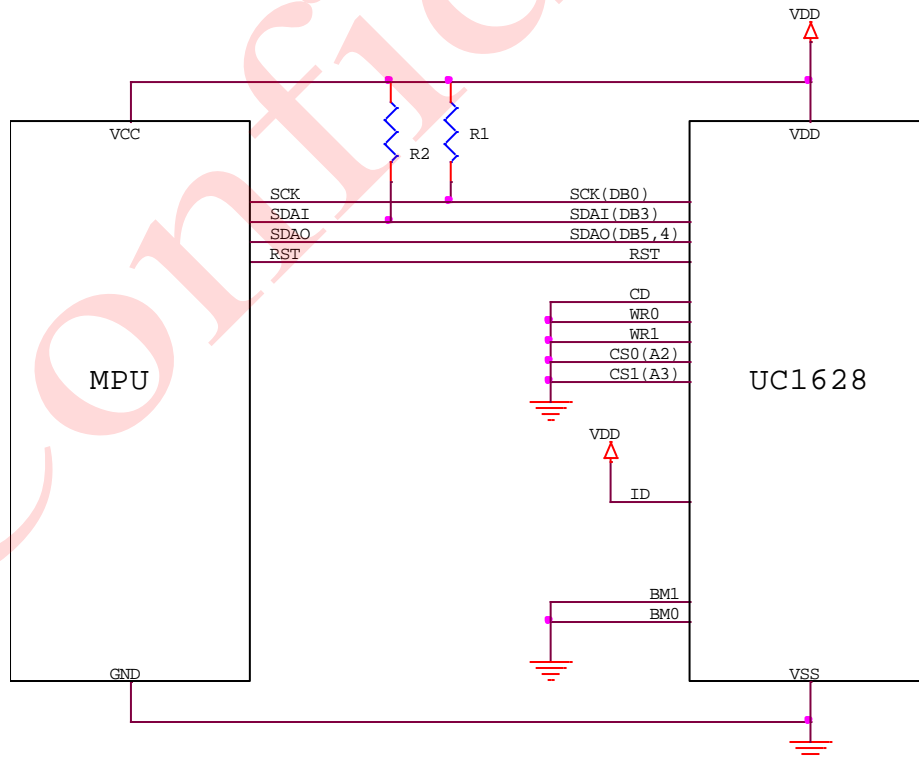 VDD
VCC
VDD
R2
R1
SCK
SCK(DB0)
SDAI
SDAI(DB3)
SDAO
SDAO(DB5,4)
RST
RST
CD
WR0
WR1
CS0(A2)
CS1(A3)
MPU
UC1628
VDD
ID
BM1
BM0
GND
VSS